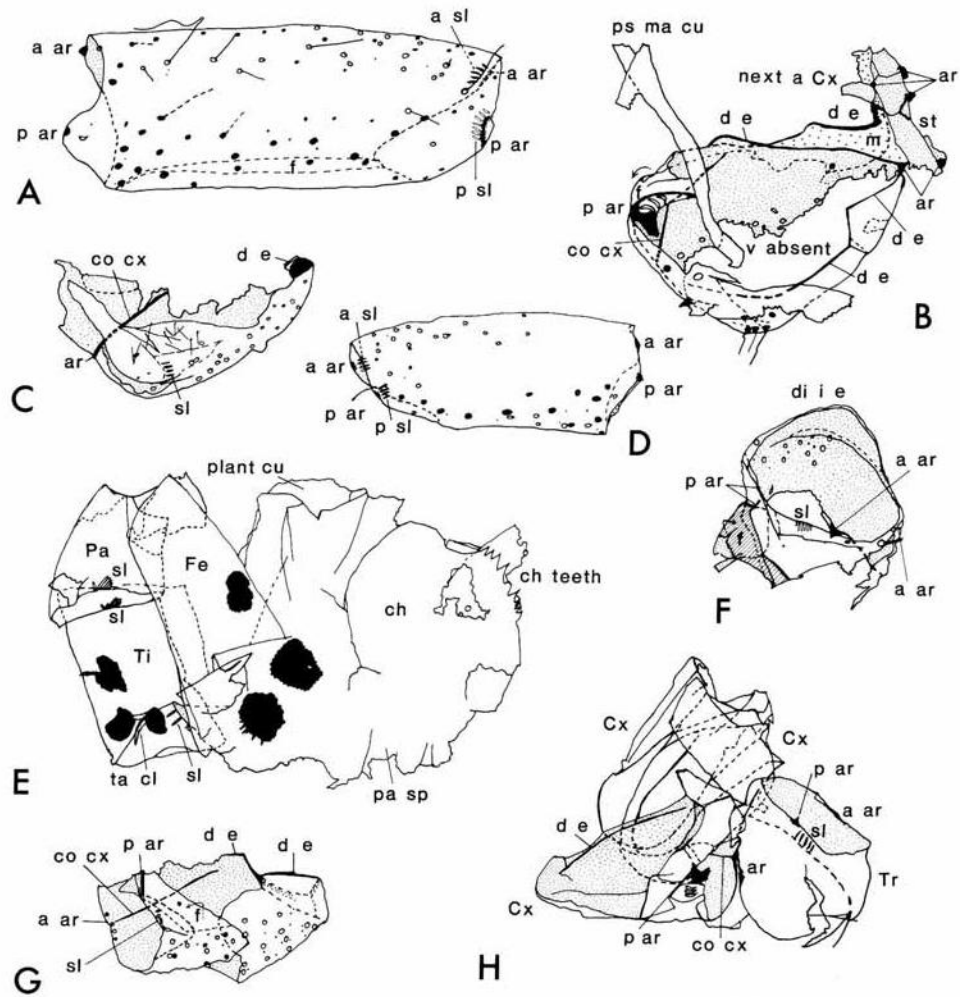 A
a ar
p ar
f
a sl
a ar
p ar
p sl
B
ps ma cu
next a Cx
ar
d e
d e
st
m
ar
p ar
co cx
v absent
d e
d e
C
co cx
d e
ar
sl
D
a sl
a ar
p ar
p sl
a ar
p ar
E
plant cu
Pa
sl
Fe
sl
Ti
ch
ch teeth
ta cl
sl
pa sp
F
di i e
p ar
a ar
sl
f
a ar
G
d e
p ar
d e
co cx
a ar
f
sl
H
Cx
Cx
p ar
a ar
sl
d e
ar
Tr
Cx
p ar
co cx